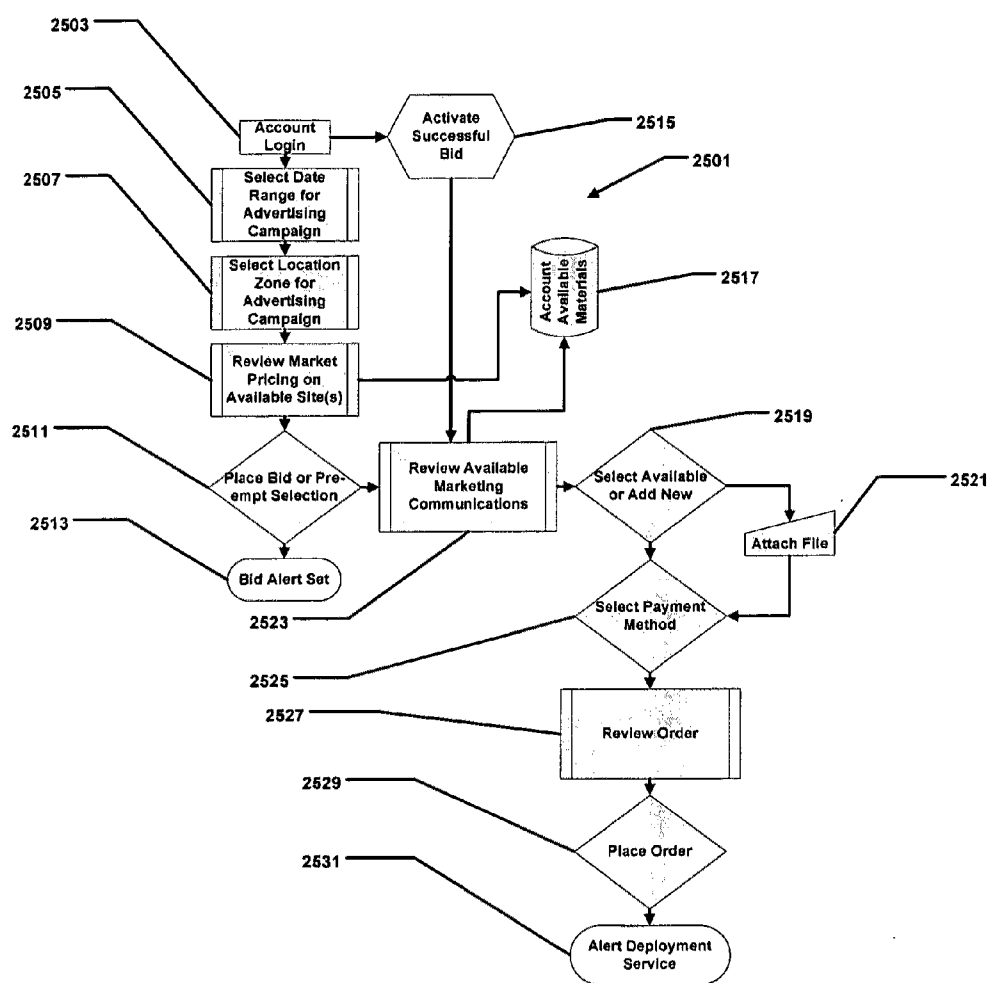 2503
2505
Account
Login
Activate
Successful
Bid
2515
2501
2507
Select Date
Range for
Advertising
Campaign
Select Location
Zone for
Advertising
Campaign
Account
Available
Materials
2517
2509
Review Market
Pricing on
Available Site(s)
2511
Place Bid or Pre-
empt Selection
Review Available
Marketing
Communications
2519
Select Available
or Add New
2521
Attach File
2513
Bid Alert Set
2523
Select Payment
Method
2525
2527
Review Order
2529
Place Order
2531
Alert Deployment
Service